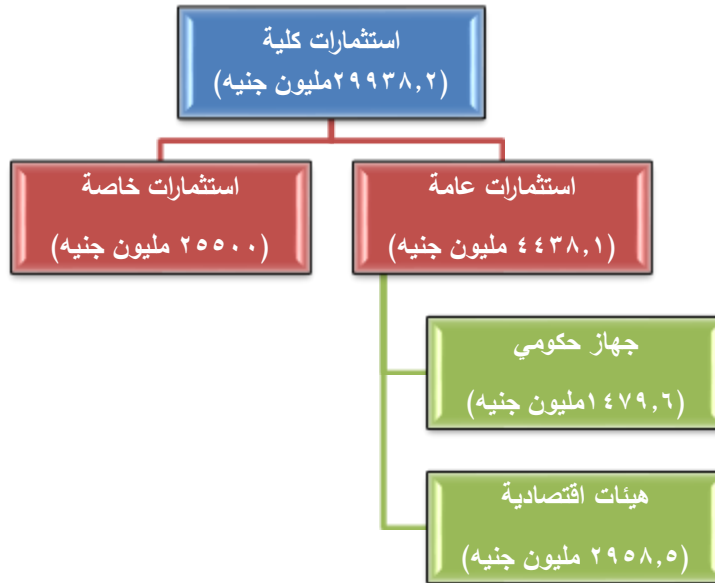 استثمارات كلية
(٢٩٩٣٨,٢مليون جنيه)
استثمارات عامة
(٤٤٣٨,١ مليون جنيه)
استثمارات خاصة
(٢٥٥٠٠ مليون جنيه)
جهاز حكومي
(١٤٧٩,٦مليون جنيه)
هيئات اقتصادية
(٢٩٥٨,٥ مليون جنيه)